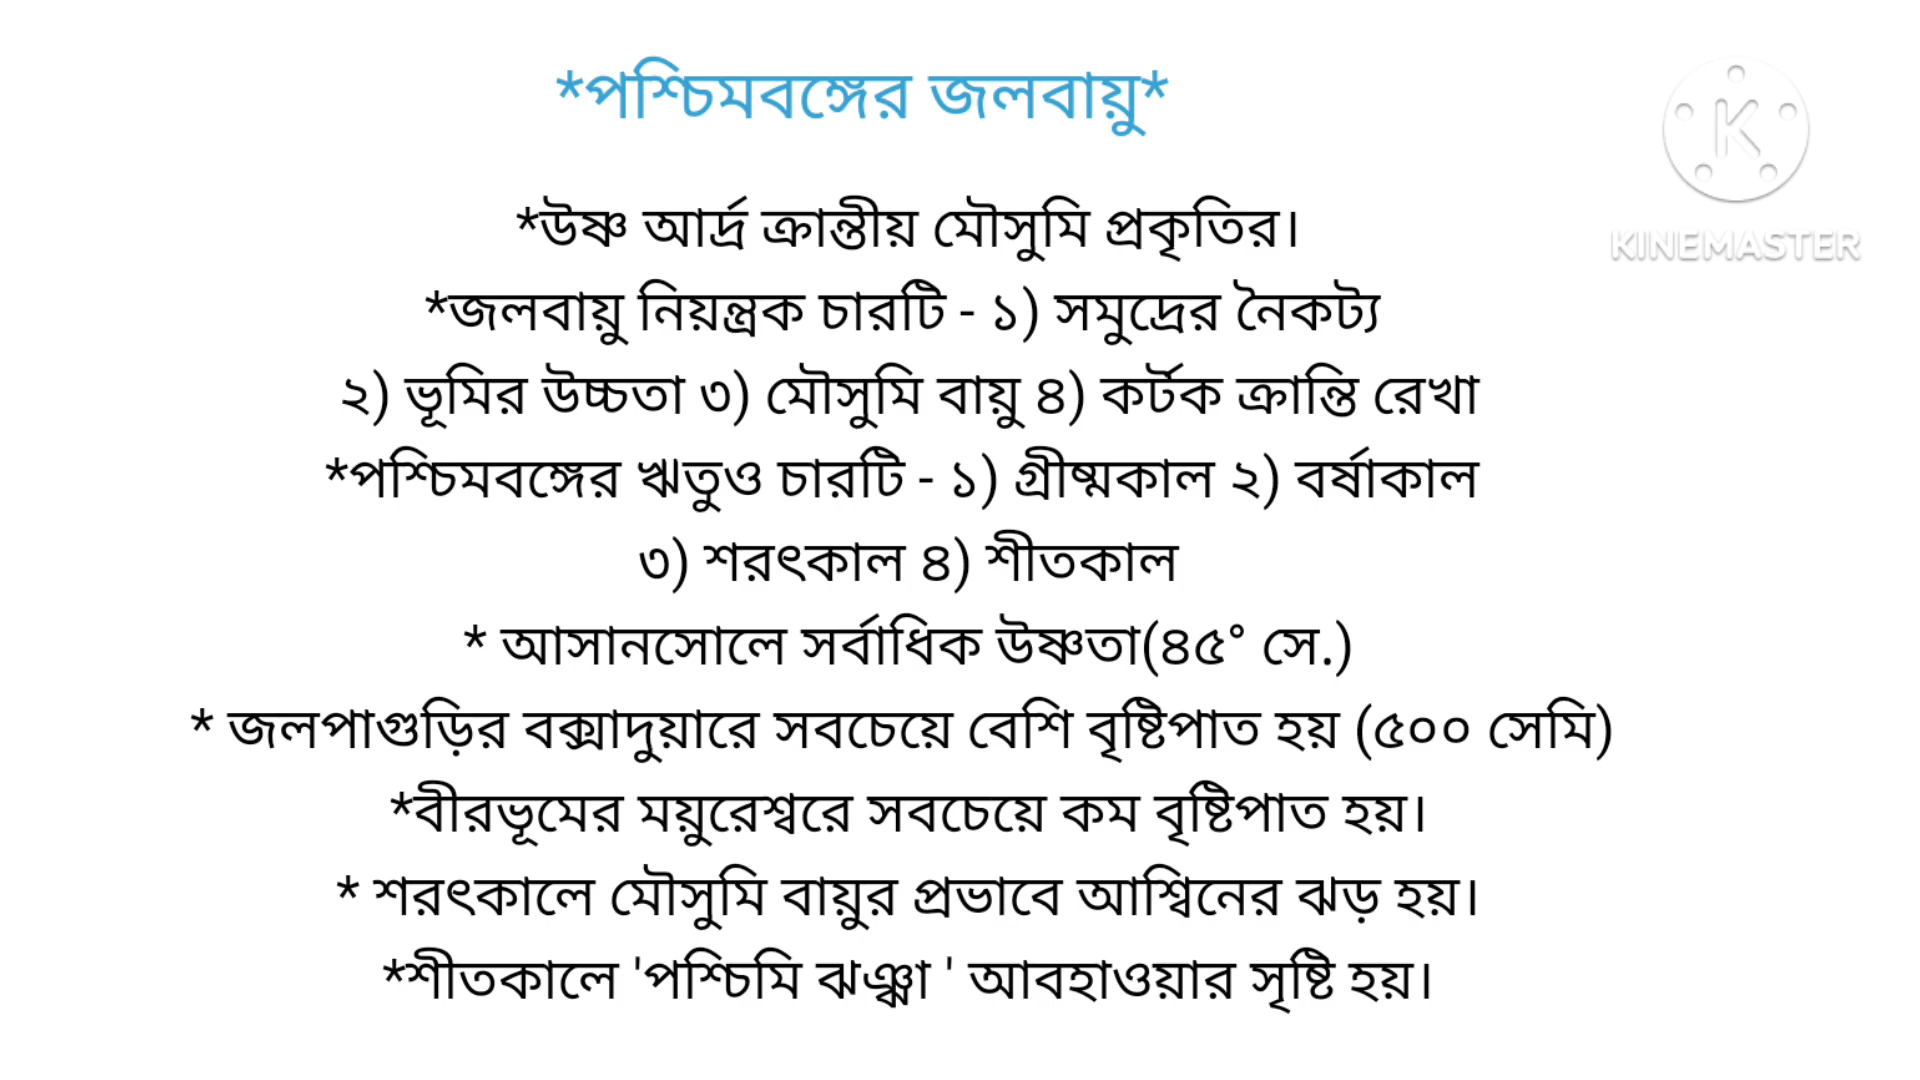 *পশ্চিমবঙ্গের জলবায়ু*
KINEMASTER
*উষ্ণ আর্দ্র ক্রান্তীয় মৌসুমি প্রকৃতির।
*জলবায়ু নিয়ন্ত্রক চারটি - ১) সমুদ্রের নৈকট্য
২) ভূমির উচ্চতা ৩) মৌসুমি বায়ু ৪) কর্টক ক্রান্তি রেখা
*পশ্চিমবঙ্গের ঋতুও চারটি - ১) গ্রীষ্মকাল ২) বর্ষাকাল
৩) শরৎকাল ৪) শীতকাল
* আসানসোলে সর্বাধিক উষ্ণতা(৪৫° সে.)
* জলপাগুড়ির বক্সাদুয়ারে সবচেয়ে বেশি বৃষ্টিপাত হয় (৫০০ সেমি)
*বীরভূমের ময়ুরেশ্বরে সবচেয়ে কম বৃষ্টিপাত হয়।
* শরৎকালে মৌসুমি বায়ুর প্রভাবে আশ্বিনের ঝড় হয়।
*শীতকালে 'পশ্চিমি ঝঞ্ঝা ' আবহাওয়ার সৃষ্টি হয়।